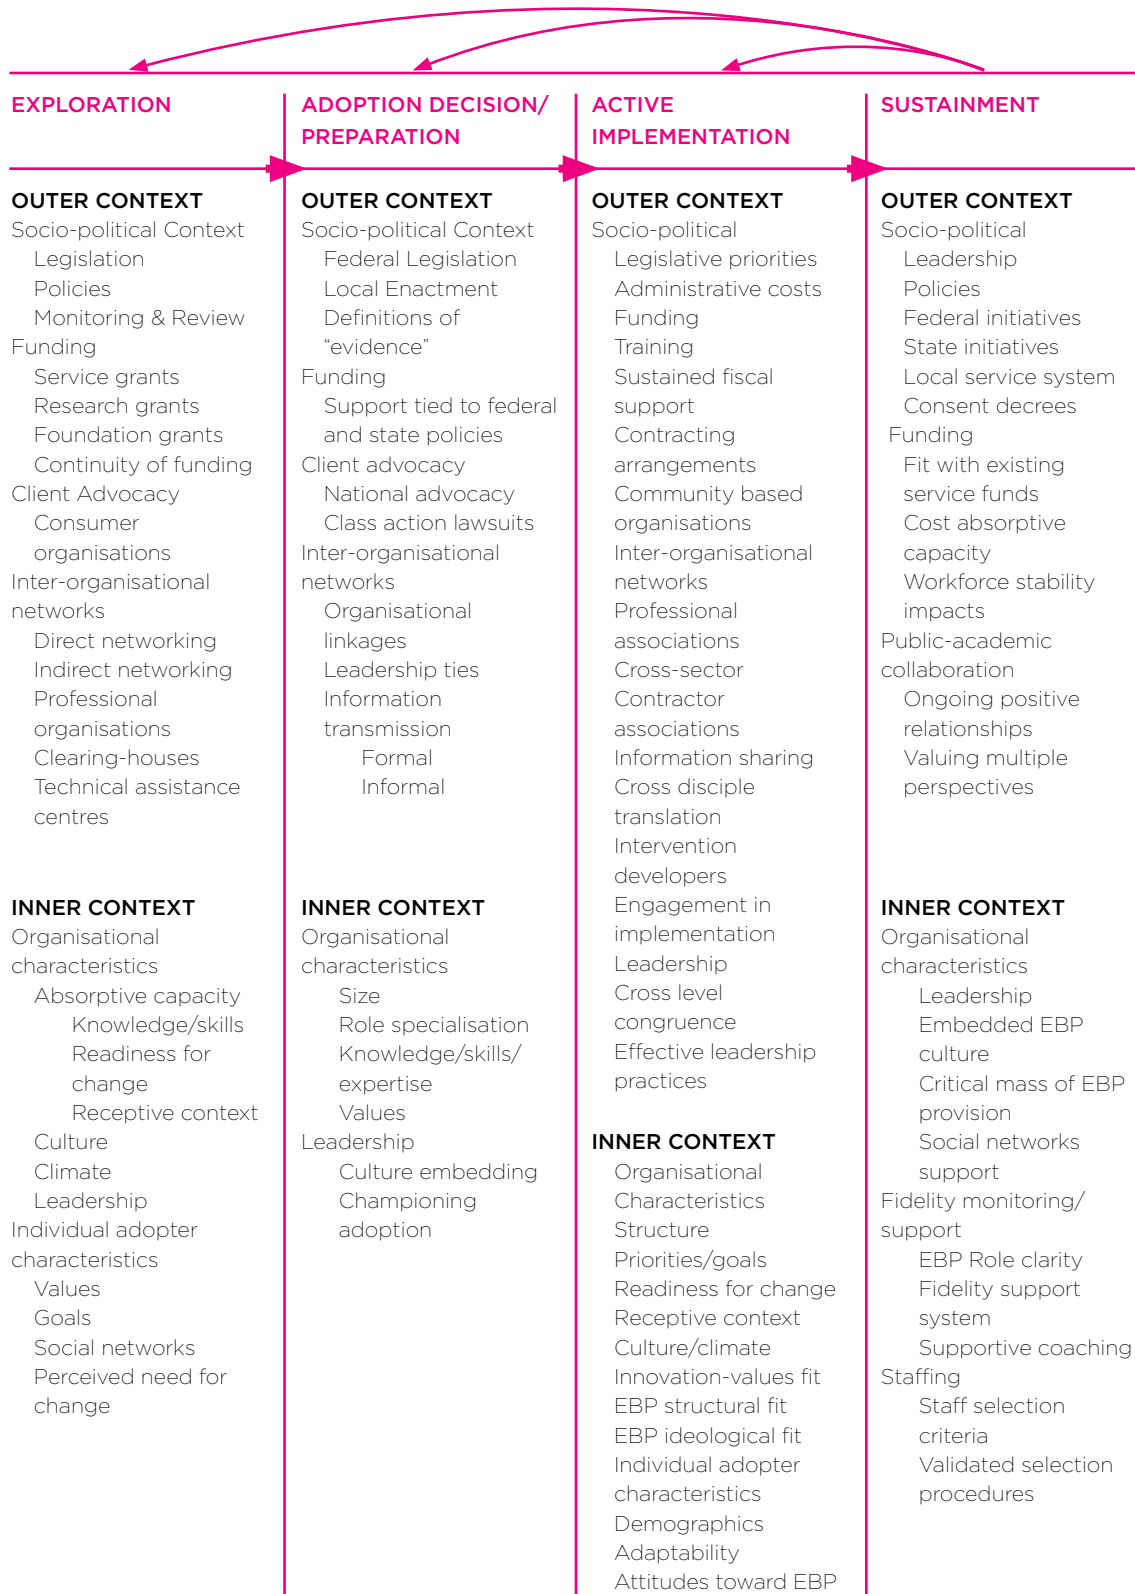 EXPLORATION
OUTER CONTEXT
Socio-political Context
Legislation
Policies
Monitoring & Review
Funding
Service grants
Research grants
Foundation grants
Continuity of funding
Client Advocacy
Consumer
organisations
Inter-organisational
networks
Direct networking
Indirect networking
Professional
organisations
Clearing-houses
Technical assistance
centres
INNER CONTEXT
Organisational
characteristics
Absorptive capacity
Knowledge/skills
Readiness for
change
Receptive context
Culture
Climate
Leadership
Individual adopter
characteristics
Values
Goals
Social networks
Perceived need for
change
ADOPTION DECISION/
PREPARATION
OUTER CONTEXT
Socio-political Context
Federal Legislation
Local Enactment
Definitions of
“evidence”
Funding
Support tied to federal
and state policies
Client advocacy
National advocacy
Class action lawsuits
Inter-organisational
networks
Organisational
linkages
Leadership ties
Information
transmission
Formal
Informal
INNER CONTEXT
Organisational
characteristics
Size
Role specialisation
Knowledge/skills/
expertise
Values
Leadership
Culture embedding
Championing
adoption
ACTIVE
IMPLEMENTATION
OUTER CONTEXT
Socio-political
Legislative priorities
Administrative costs
Funding
Training
Sustained fiscal
support
Contracting
arrangements
Community based
organisations
Inter-organisational
networks
Professional
associations
Cross-sector
Contractor
associations
Information sharing
Cross disciple
translation
Intervention
developers
Engagement in
implementation
Leadership
Cross level
congruence
Effective leadership
practices
INNER CONTEXT
Organisational
Characteristics
Structure
Priorities/goals
Readiness for change
Receptive context
Culture/climate
Innovation-values fit
EBP structural fit
EBP ideological fit
Individual adopter
characteristics
Demographics
Adaptability
Attitudes toward EBP
SUSTAINMENT
OUTER CONTEXT
Socio-political
Leadership
Policies
Federal initiatives
State initiatives
Local service system
Consent decrees
Funding
Fit with existing
service funds
Cost absorptive
capacity
Workforce stability
impacts
Public-academic
collaboration
Ongoing positive
relationships
Valuing multiple
perspectives
INNER CONTEXT
Organisational
characteristics
Leadership
Embedded EBP
culture
Critical mass of EBP
provision
Social networks
support
Fidelity monitoring/
support
EBP Role clarity
Fidelity support
system
Supportive coaching
Staffing
Staff selection
criteria
Validated selection
procedures